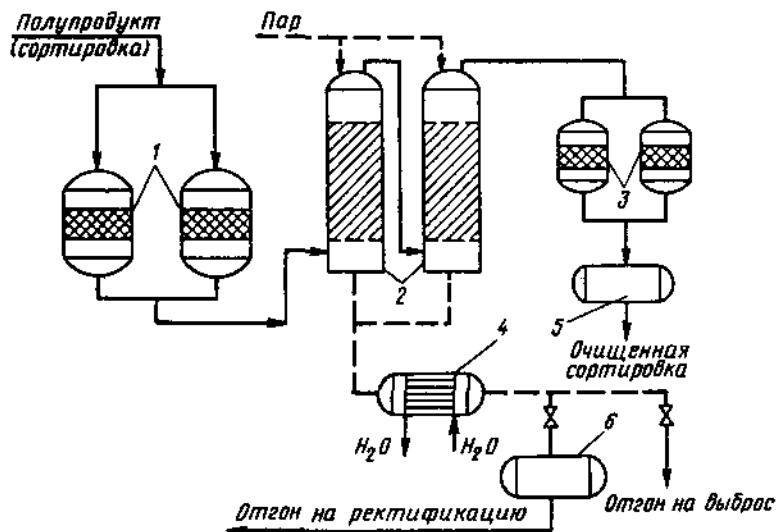 Полупродукт
(сортировка)
Пар
1
2
3
4
5
Очищенная
сортировка
H₂O
H₂O
6
Отгон на выброс
Отгон на ректификацию